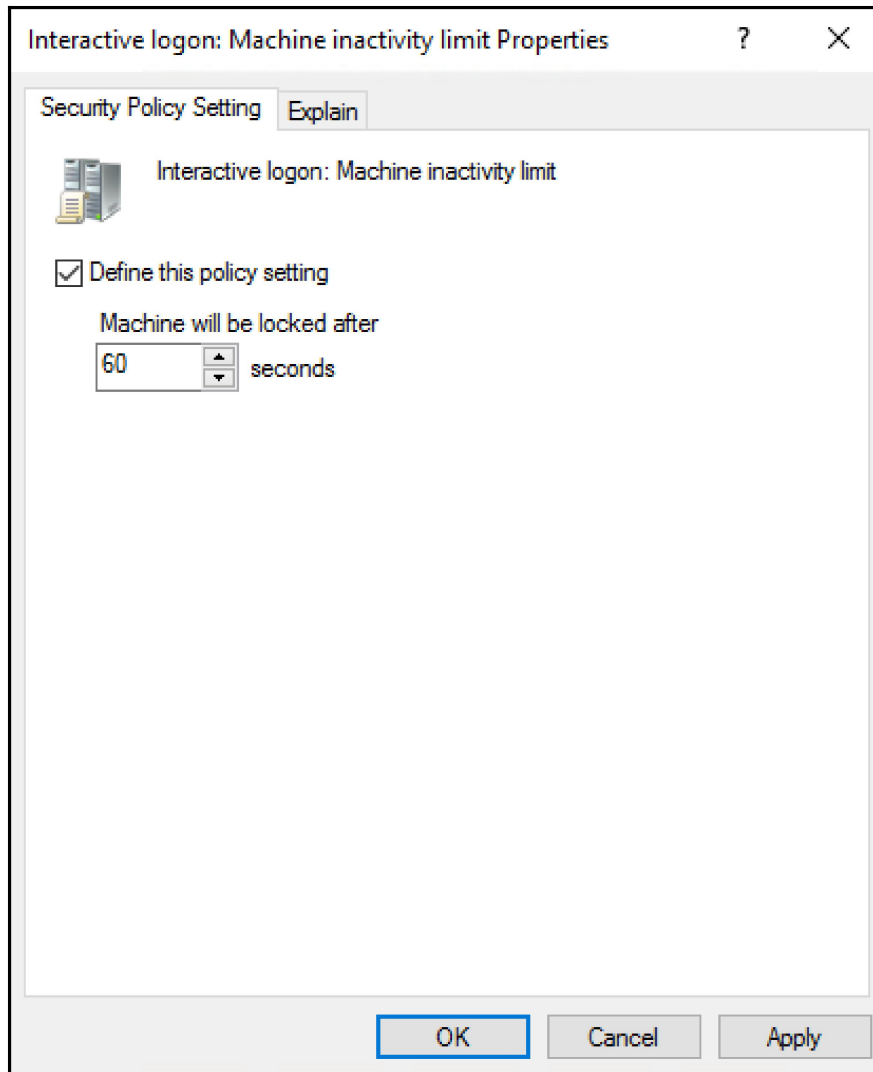 Interactive logon: Machine inactivity limit Properties ? ×
Security Policy Setting Explain
Interactive logon: Machine inactivity limit
Define this policy setting
Machine will be locked after
60 seconds
OK Cancel Apply